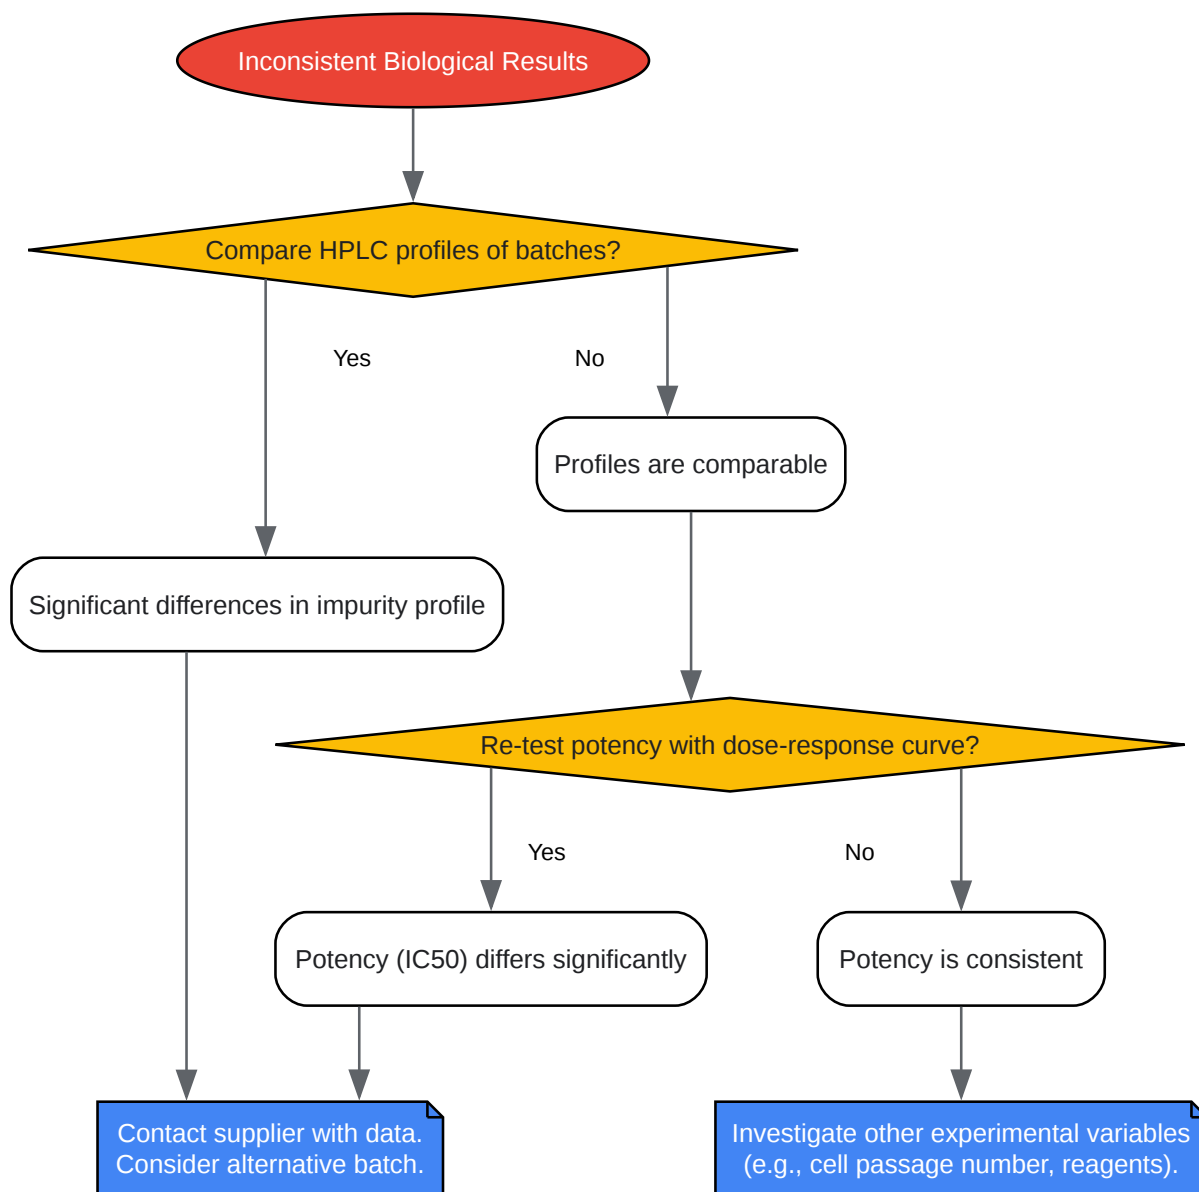 Inconsistent Biological Results
Compare HPLC profiles of batches?
Yes
No
Profiles are comparable
Significant differences in impurity profile
Re-test potency with dose-response curve?
Yes
No
Potency (IC50) differs significantly
Potency is consistent
Contact supplier with data.
Consider alternative batch.
Investigate other experimental variables
(e.g., cell passage number, reagents).